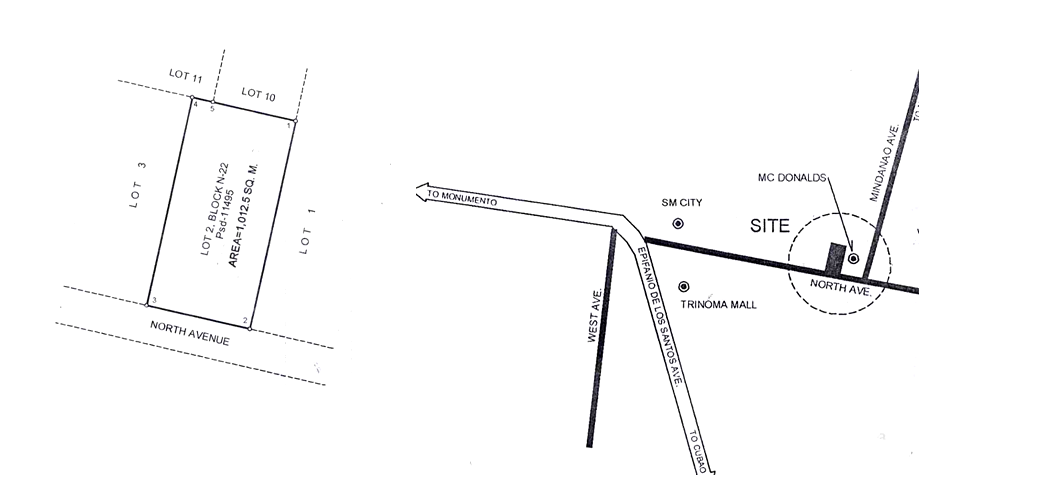 LOT 11
LOT 10
4
5
1
LOT 3
LOT 2, BLOCK N-22
Psd-11495
AREA=1,012.5 SQ. M.
LOT 1
3
2
NORTH AVENUE
TO MONUMENTO
SM CITY
MC DONALDS
SITE
MINDANAO AVE.
TO
NORTH AVE.
TRINOMA MALL
WEST AVE.
EPIFANIO DE LOS SANTOS AVE.
TO CUBAO